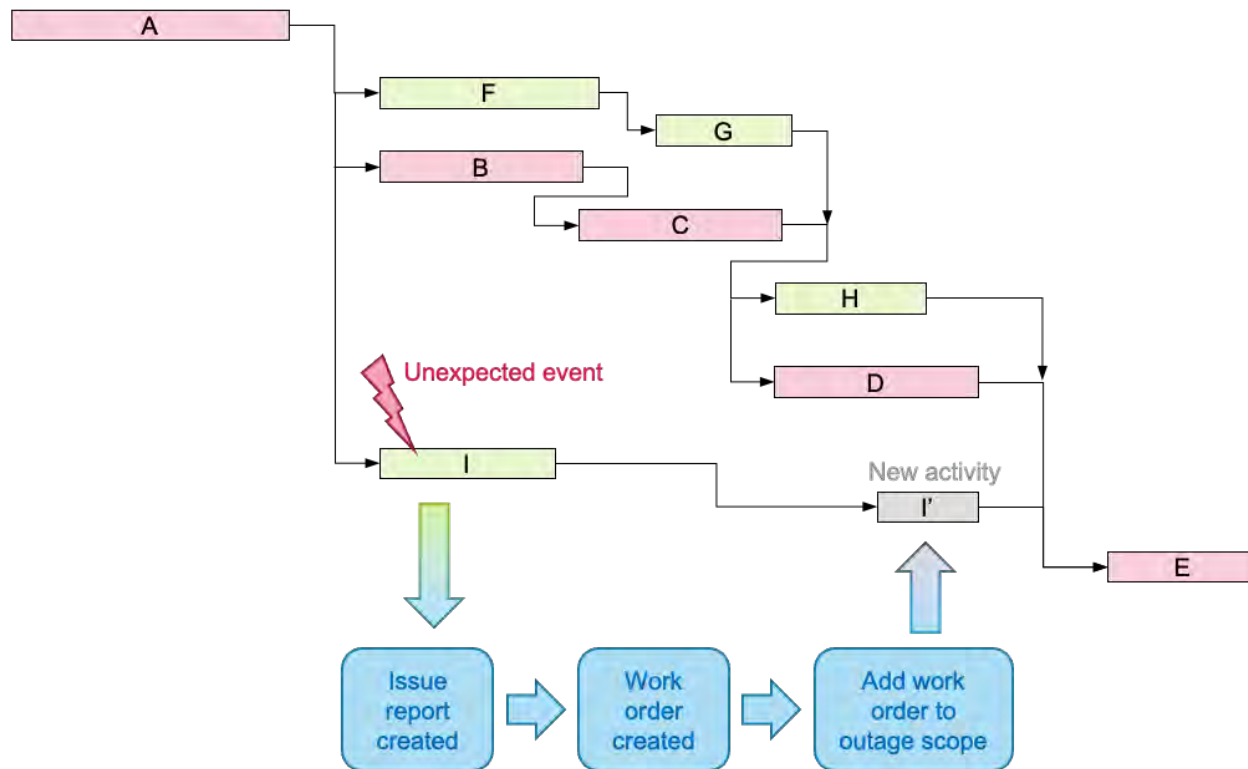 A
F
G
B
C
H
Unexpected event
D
I
New activity
I'
E
Issue
report
created
Work
order
created
Add work
order to
outage scope